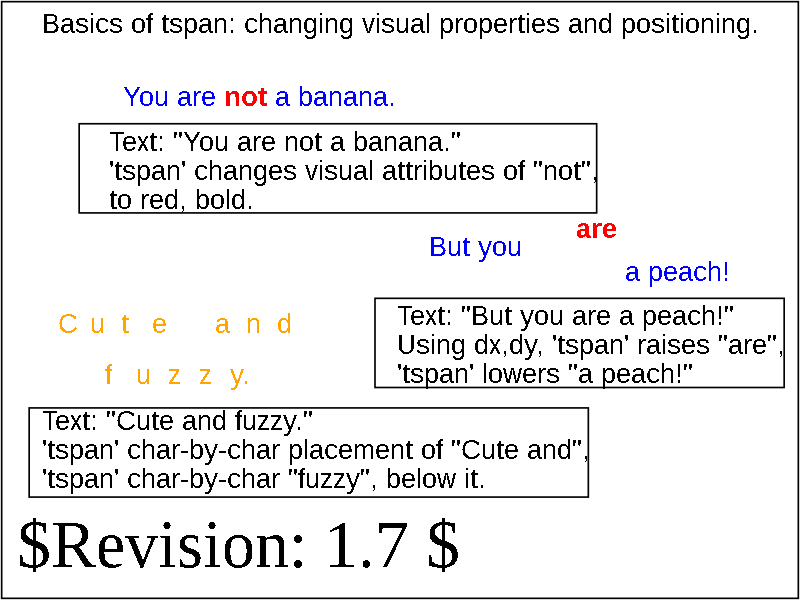 Basics of tspan: changing visual properties and positioning.
You are not a banana.
Text: "You are not a banana."
'tspan' changes visual attributes of "not",
to red, bold.
But you are a peach!
Text: "But you are a peach!"
Using dx,dy, 'tspan' raises "are",
'tspan' lowers "a peach!"
Cute and
fuzzy.
Text: "Cute and fuzzy."
'tspan' char-by-char placement of "Cute and",
'tspan' char-by-char "fuzzy", below it.
$Revision: 1.7 $